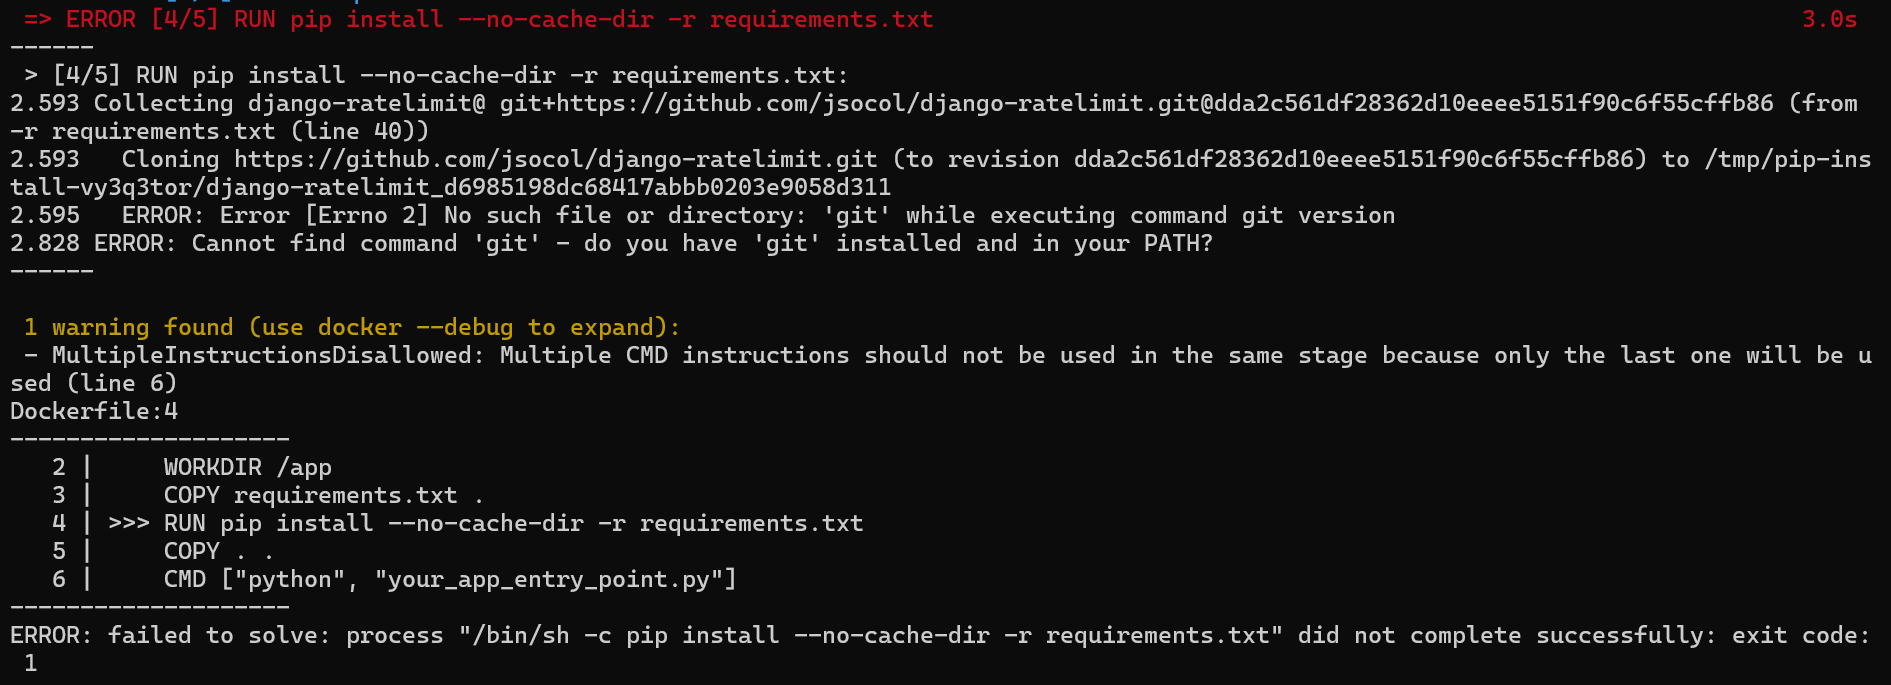 => ERROR [4/5] RUN pip install --no-cache-dir -r requirements.txt 3.0s
------
 > [4/5] RUN pip install --no-cache-dir -r requirements.txt:
2.593 Collecting django-ratelimit@ git+https://github.com/jsocol/django-ratelimit.git@dda2c561df28362d10eeee5151f90c6f55cffb86 (from
-r requirements.txt (line 40))
2.593   Cloning https://github.com/jsocol/django-ratelimit.git (to revision dda2c561df28362d10eeee5151f90c6f55cffb86) to /tmp/pip-ins
tall-vy3q3tor/django-ratelimit_d6985198dc68417abbb0203e9058d311
2.595   ERROR: Error [Errno 2] No such file or directory: 'git' while executing command git version
2.828 ERROR: Cannot find command 'git' - do you have 'git' installed and in your PATH?
------
 1 warning found (use docker --debug to expand):
 - MultipleInstructionsDisallowed: Multiple CMD instructions should not be used in the same stage because only the last one will be u
sed (line 6)
Dockerfile:4
--------------------
   2 |     WORKDIR /app
   3 |     COPY requirements.txt .
   4 | >>> RUN pip install --no-cache-dir -r requirements.txt
   5 |     COPY . .
   6 |     CMD ["python", "your_app_entry_point.py"]
--------------------
ERROR: failed to solve: process "/bin/sh -c pip install --no-cache-dir -r requirements.txt" did not complete successfully: exit code:
 1